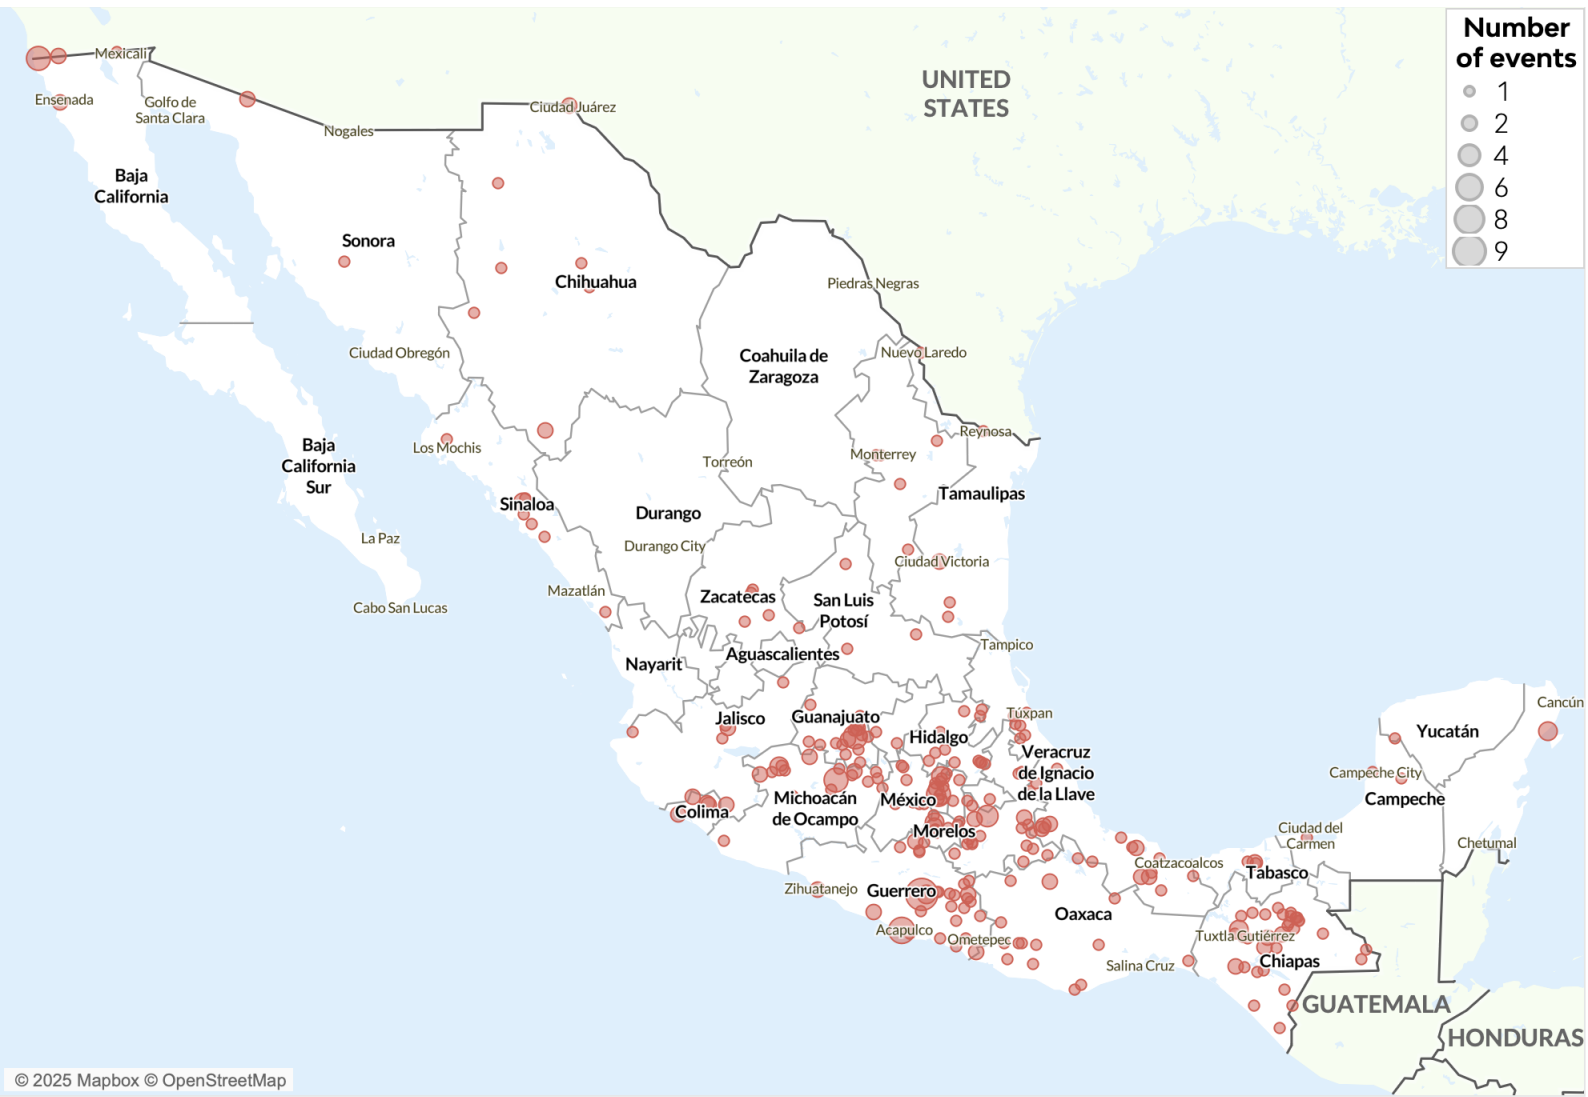 Number
of events
1
2
4
6
8
9
UNITED
STATES
Mexicali
Ensenada
Golfo de
Santa Clara
Nogales
Ciudad Juárez
Baja
California
Sonora
Chihuahua
Piedras Negras
Ciudad Obregón
Coahuila de
Zaragoza
Nuevo Laredo
Los Mochis
Reynosa
Baja
California
Sur
Torreón
Monterrey
Sinaloa
Durango
Tamaulipas
La Paz
Durango City
Ciudad Victoria
Mazatlán
Zacatecas
San Luis
Potosí
Cabo San Lucas
Nayarit
Aguascalientes
Tampico
Jalisco
Guanajuato
Túxpan
Cancún
Hidalgo
Yucatán
Veracruz
de Ignacio
de la Llave
Campeche City
Michoacán
de Ocampo
México
Campeche
Colima
Morelos
Ciudad del
Carmen
Chetumal
Coatzacoalcos
Tabasco
Zihuatanejo
Guerrero
Oaxaca
Acapulco
Ometepec
Tuxtla Gutiérrez
Salina Cruz
Chiapas
GUATEMALA
HONDURAS
© 2025 Mapbox © OpenStreetMap